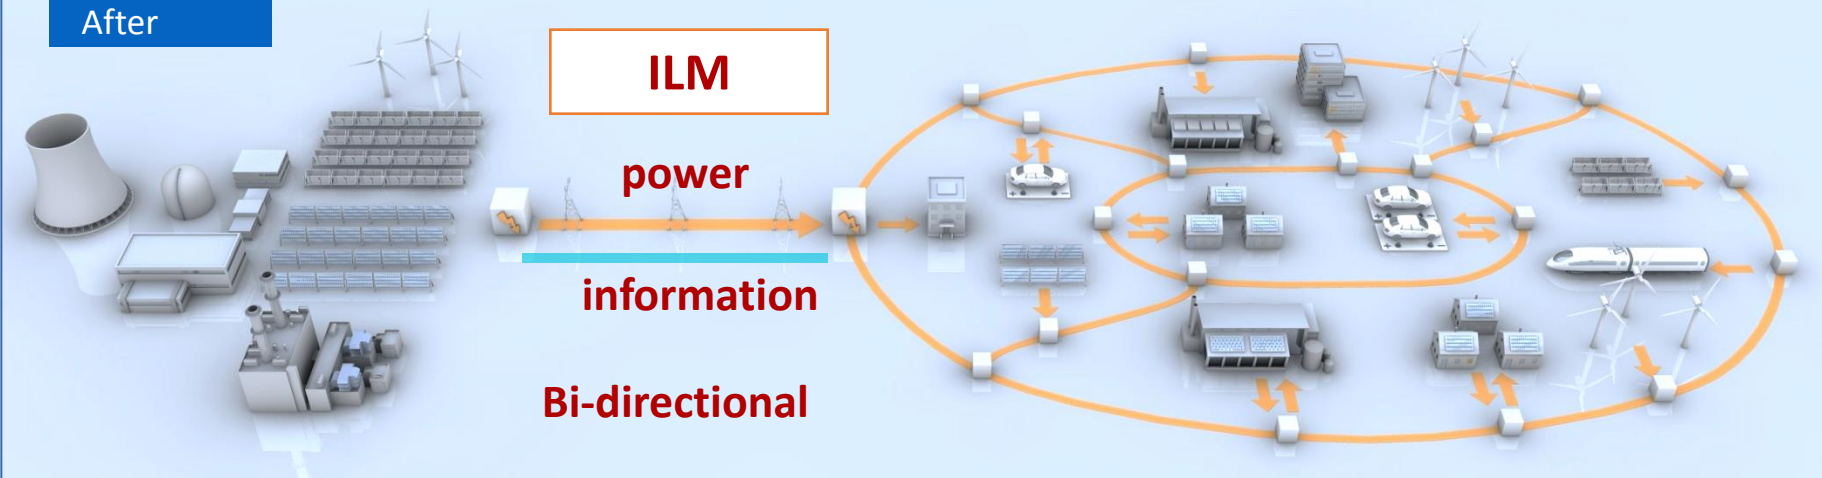 After
ILM
power
information
Bi-directional